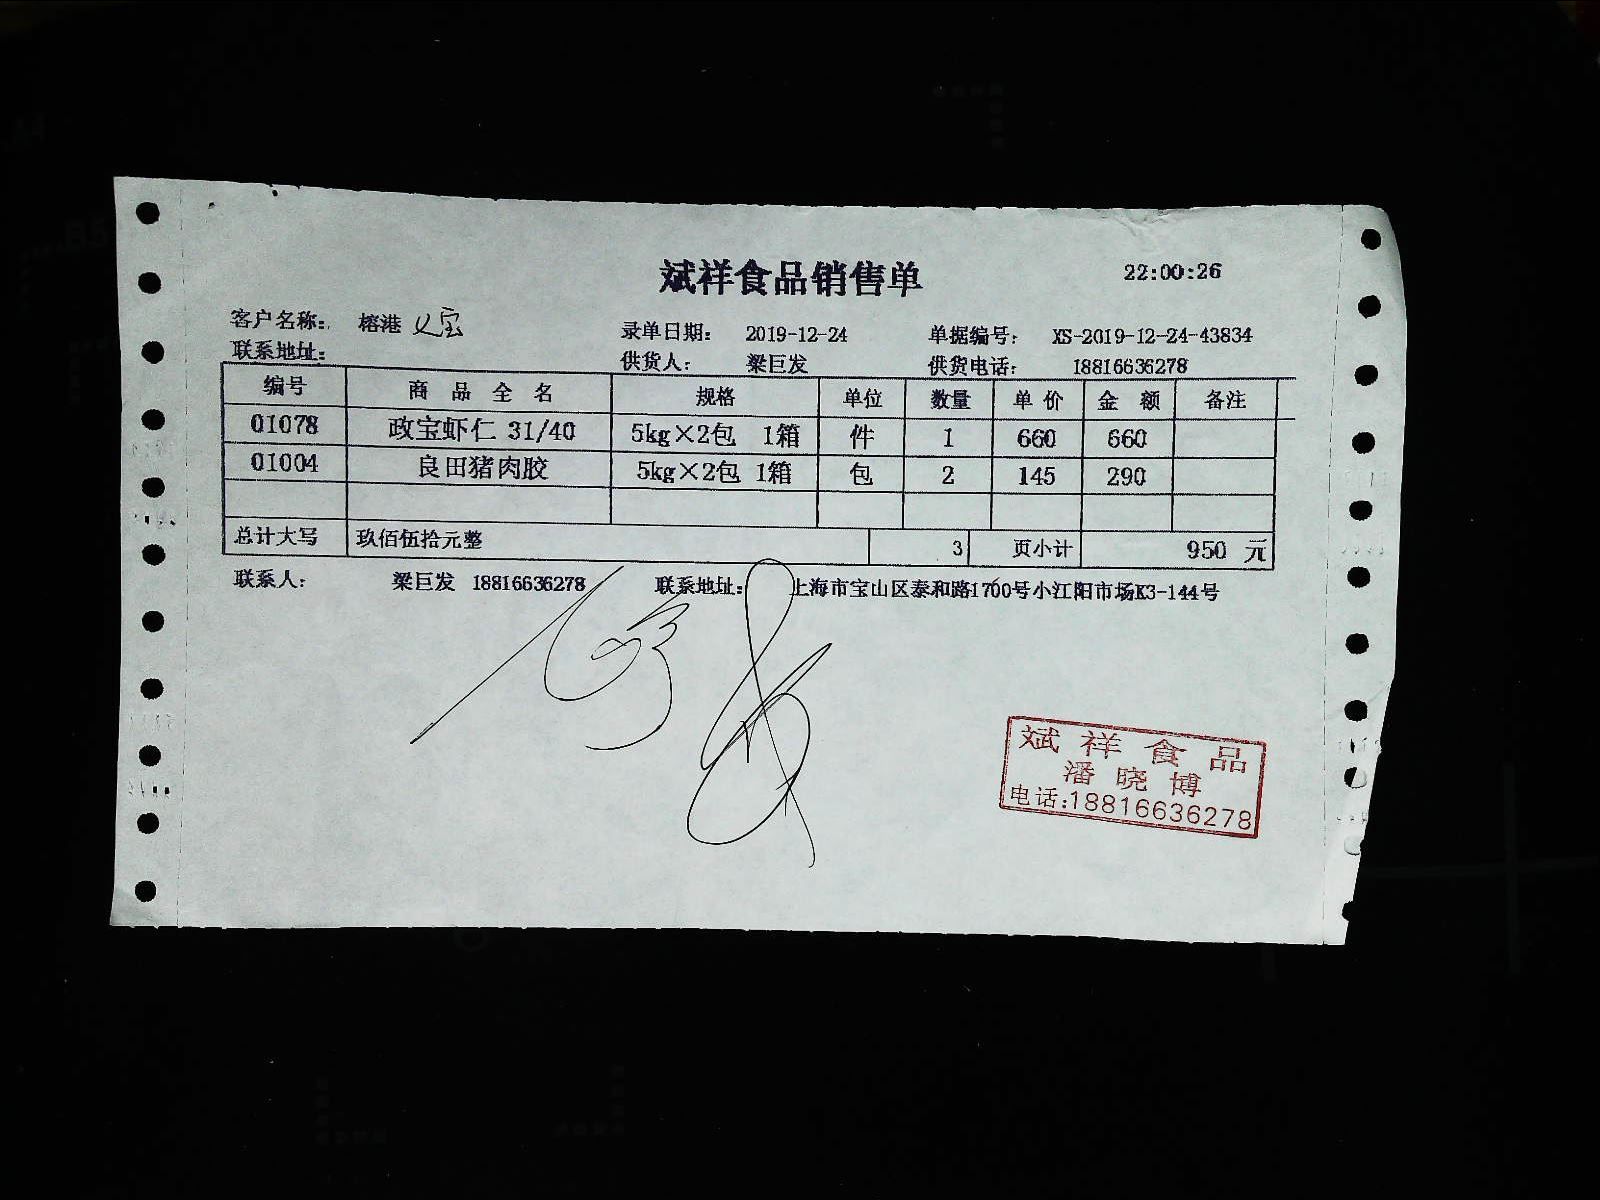 斌祥食品销售单 22:00:26
客户名称: 榕港 录单日期: 2019-12-24 单据编号: XS-2019-12-24-43834
联系地址: 供货人: 梁巨发 供货电话: 18816636278
编号 商品全名 规格 单位 数量 单价 金额 备注
01078 政宝虾仁 31/40 5kg×2包 1箱 件 1 660 660
01004 良田猪肉胶 5kg×2包 1箱 包 2 145 290
总计大写 玖佰伍拾元整 3 页小计 950 元
联系人: 梁巨发 18816636278 联系地址: 上海市宝山区泰和路1700号小江阳市场K3-144号
斌祥食品
潘晓博
电话:18816636278